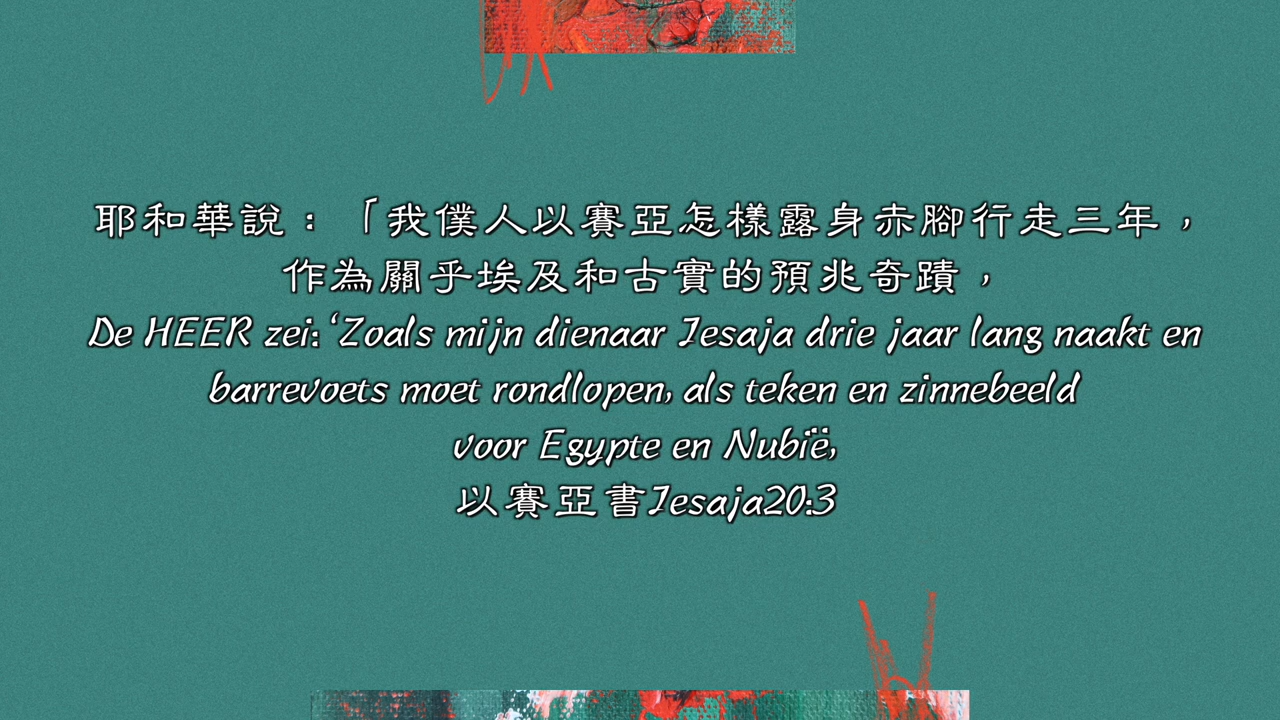 耶和華說：「我僕人以賽亞怎樣露身赤腳行走三年，
作為關乎埃及和古實的預兆奇蹟，
De HEER zei: ‘Zoals mijn dienaar Jesaja drie jaar lang naakt en
barrevoets moet rondlopen, als teken en zinnebeeld
voor Egypte en Nubië,
以賽亞書Jesaja20:3